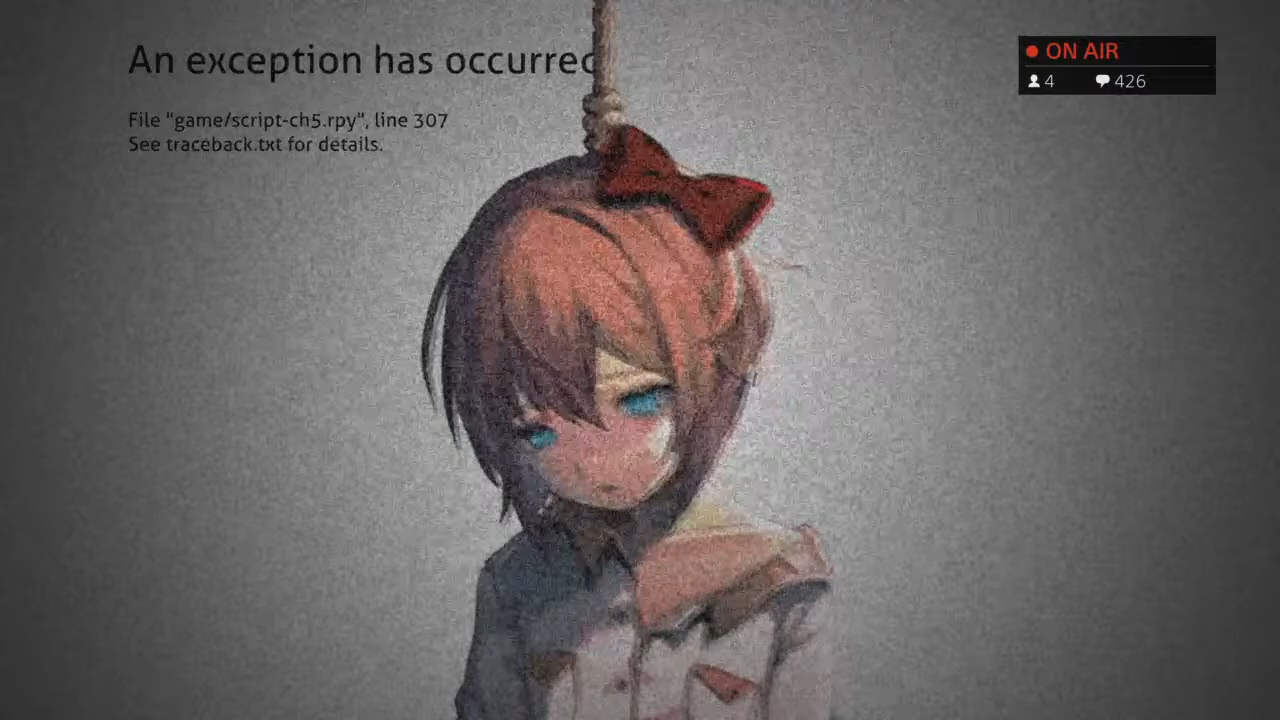 An exception has occurred
File "game/script-ch5.rpy", line 307
See traceback.txt for details.
ON AIR
4 426